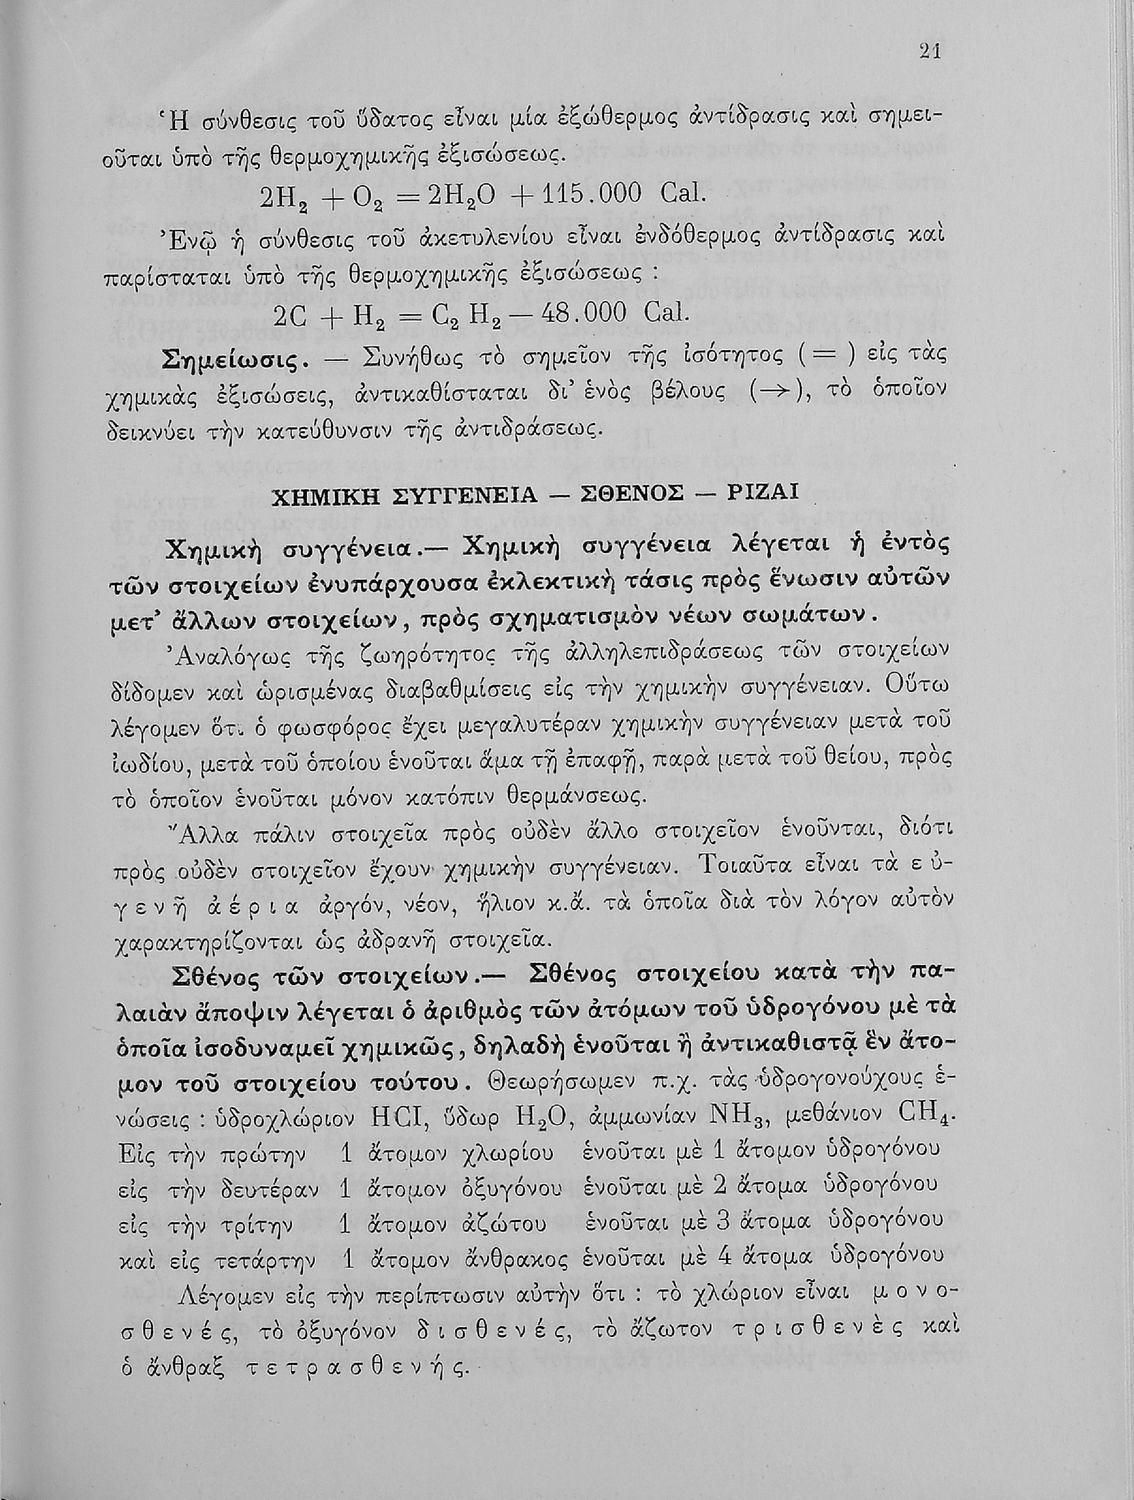 21
Ἡ σύνθεσις τοῦ ὕδατος εἶναι μία ἐξώθερμος ἀντίδρασις καὶ σημει-
οῦται ὑπὸ τῆς θερμοχημικῆς ἐξισώσεως.
2H₂ + O₂ = 2H₂O + 115.000 Cal.
Ἐνῷ ἡ σύνθεσις τοῦ ἀκετυλενίου εἶναι ἐνδόθερμος ἀντίδρασις καὶ
παρίσταται ὑπὸ τῆς θερμοχημικῆς ἐξισώσεως :
2C + H₂ = C₂ H₂ — 48.000 Cal.
Σημείωσις. — Συνήθως τὸ σημεῖον τῆς ἰσότητος ( = ) εἰς τὰς
χημικὰς ἐξισώσεις, ἀντικαθίσταται δι’ ἑνὸς βέλους (→), τὸ ὁποῖον
δεικνύει τὴν κατεύθυνσιν τῆς ἀντιδράσεως.
ΧΗΜΙΚΗ ΣΥΓΓΕΝΕΙΑ — ΣΘΕΝΟΣ — ΡΙΖΑΙ
Χημικὴ συγγένεια.— Χημικὴ συγγένεια λέγεται ἡ ἐντὸς
τῶν στοιχείων ἐνυπάρχουσα ἐκλεκτικὴ τάσις πρὸς ἕνωσιν αὐτῶν
μετ’ ἄλλων στοιχείων, πρὸς σχηματισμὸν νέων σωμάτων.
Ἀναλόγως τῆς ζωηρότητος τῆς ἀλληλεπιδράσεως τῶν στοιχείων
δίδομεν καὶ ὡρισμένας διαβαθμίσεις εἰς τὴν χημικὴν συγγένειαν. Οὕτω
λέγομεν ὅτι ὁ φωσφόρος ἔχει μεγαλυτέραν χημικὴν συγγένειαν μετὰ τοῦ
ἰωδίου, μετὰ τοῦ ὁποίου ἑνοῦται ἅμα τῇ ἐπαφῇ, παρὰ μετὰ τοῦ θείου, πρὸς
τὸ ὁποῖον ἑνοῦται μόνον κατόπιν θερμάνσεως.
Ἄλλα πάλιν στοιχεῖα πρὸς οὐδὲν ἄλλο στοιχεῖον ἑνοῦνται, διότι
πρὸς οὐδὲν στοιχεῖον ἔχουν χημικὴν συγγένειαν. Τοιαῦτα εἶναι τὰ ε ὐ-
γ ε ν ῆ ἀ έ ρ ι α ἀργόν, νέον, ἥλιον κ.ἄ. τὰ ὁποῖα διὰ τὸν λόγον αὐτὸν
χαρακτηρίζονται ὡς ἀδρανῆ στοιχεῖα.
Σθένος τῶν στοιχείων.— Σθένος στοιχείου κατὰ τὴν πα-
λαιὰν ἄποψιν λέγεται ὁ ἀριθμὸς τῶν ἀτόμων τοῦ ὑδρογόνου μὲ τὰ
ὁποῖα ἰσοδυναμεῖ χημικῶς, δηλαδὴ ἑνοῦται ἢ ἀντικαθιστᾷ ἓν ἄτο-
μον τοῦ στοιχείου τούτου. Θεωρήσωμεν π.χ. τὰς ὑδρογονούχους ἑ-
νώσεις : ὑδροχλώριον HCl, ὕδωρ H₂O, ἀμμωνίαν NH₃, μεθάνιον CH₄.
Εἰς τὴν πρώτην 1 ἄτομον χλωρίου ἑνοῦται μὲ 1 ἄτομον ὑδρογόνου
εἰς τὴν δευτέραν 1 ἄτομον ὀξυγόνου ἑνοῦται μὲ 2 ἄτομα ὑδρογόνου
εἰς τὴν τρίτην 1 ἄτομον ἀζώτου ἑνοῦται μὲ 3 ἄτομα ὑδρογόνου
καὶ εἰς τετάρτην 1 ἄτομον ἄνθρακος ἑνοῦται μὲ 4 ἄτομα ὑδρογόνου
Λέγομεν εἰς τὴν περίπτωσιν αὐτὴν ὅτι : τὸ χλώριον εἶναι μ ο ν ο-
σ θ ε ν έ ς, τὸ ὀξυγόνον δ ι σ θ ε ν έ ς, τὸ ἄζωτον τ ρ ι σ θ ε ν ὲ ς καὶ
ὁ ἄνθραξ τ ε τ ρ α σ θ ε ν ή ς.